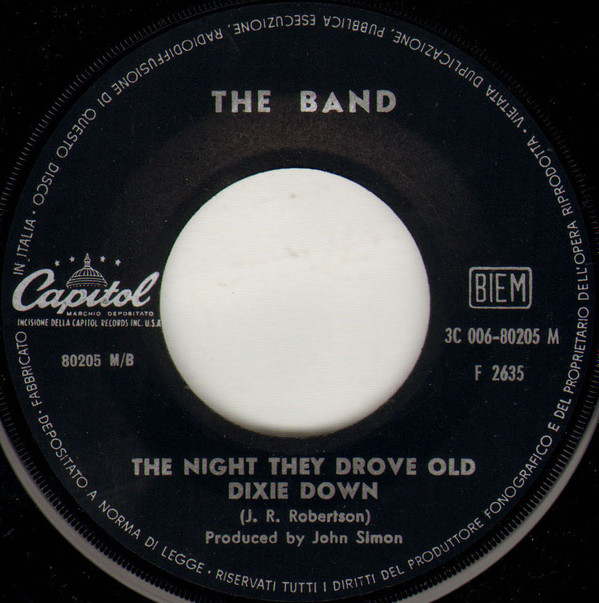 THE BAND
Capitol
MARCHIO DEPOSITATO
INCISIONE DELLA CAPITOL RECORDS INC. U.S.A
80205 M/B
BIEM
3C 006-80205 M
F 2635
THE NIGHT THEY DROVE OLD
DIXIE DOWN
(J. R. Robertson)
Produced by John Simon
FABBRICATO IN ITALIA · VIETATA DUPLICAZIONE, PUBBLICA ESECUZIONE, RADIODIFFUSIONE DI QUESTO DISCO · DEPOSITATO A NORMA DI LEGGE · RISERVATI TUTTI I DIRITTI DEL PRODUTTORE FONOGRAFICO E DEL PROPRIETARIO DELL'OPERA RIPRODOTTA ·